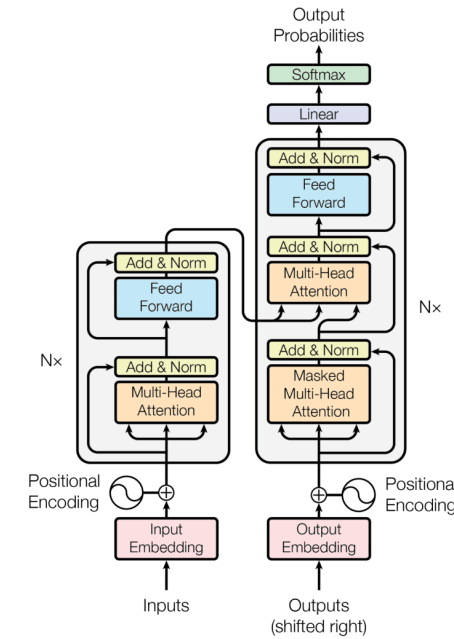 Output
Probabilities
Softmax
Linear
Add & Norm
Feed
Forward
Add & Norm
Multi-Head
Attention
Add & Norm
Masked
Multi-Head
Attention
N×
Add & Norm
Feed
Forward
N×
Add & Norm
Multi-Head
Attention
Positional
Encoding
Positional
Encoding
Input
Embedding
Output
Embedding
Inputs
Outputs
(shifted right)